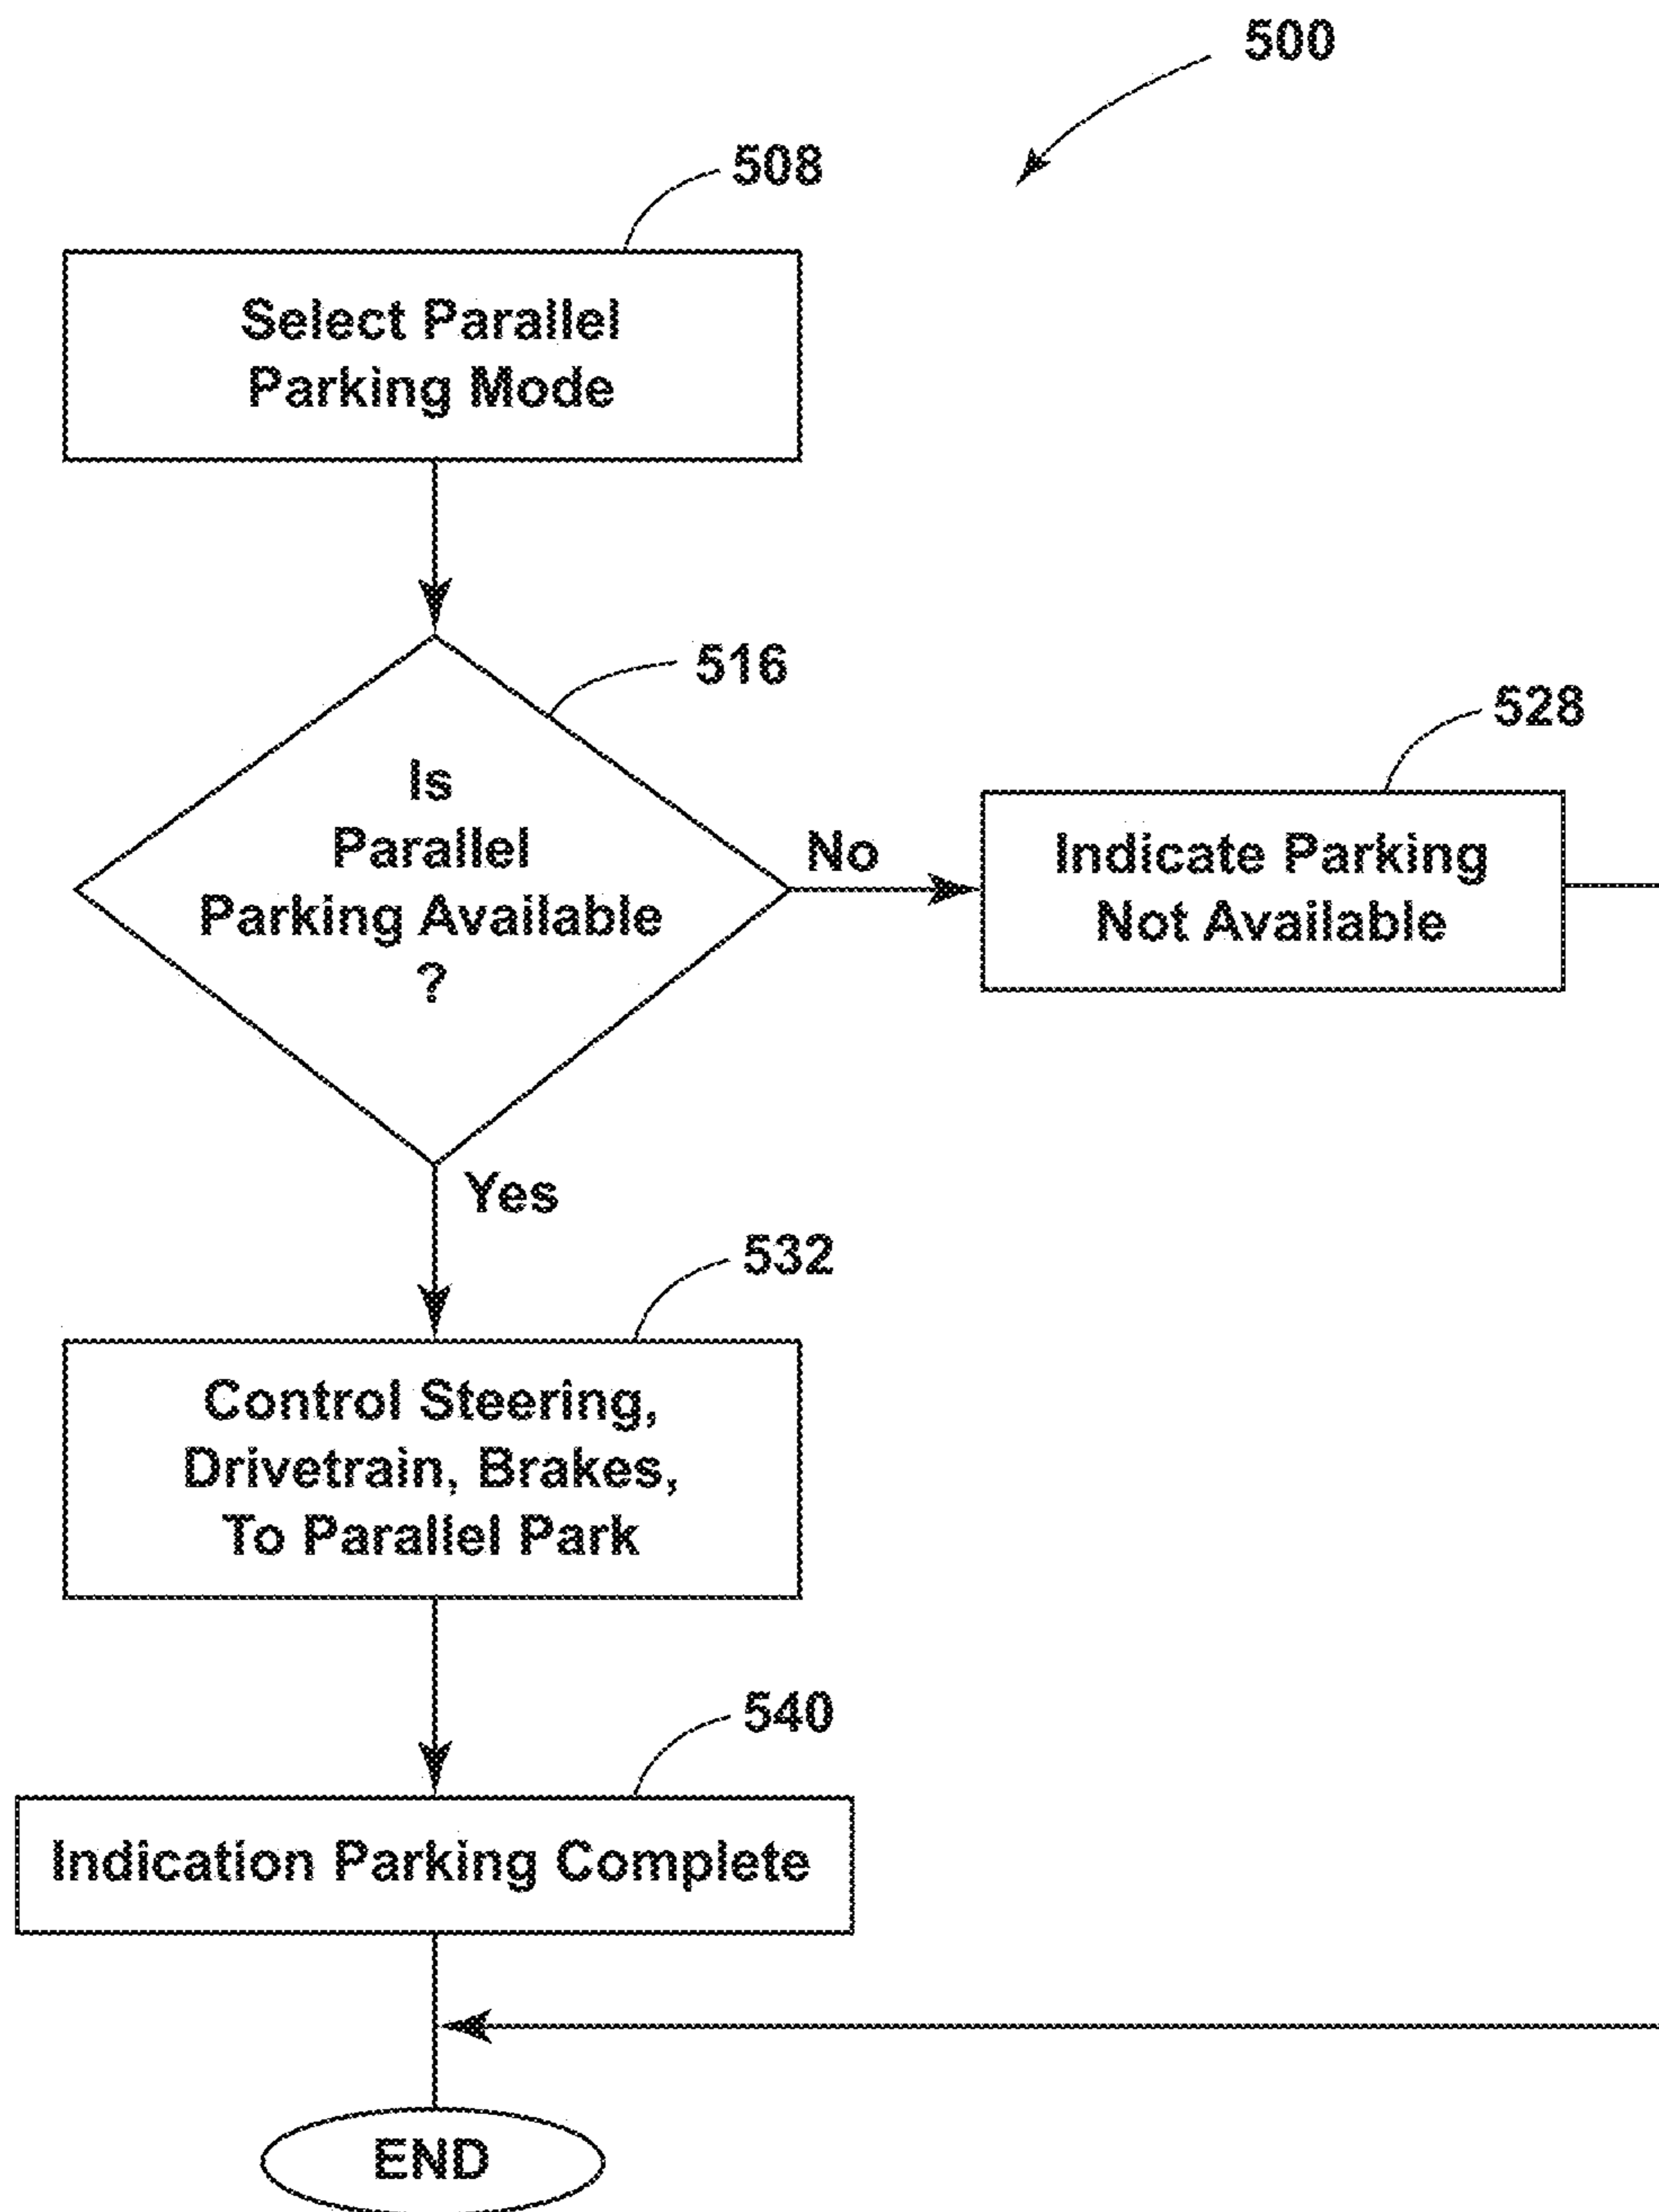 500
508
Select Parallel
Parking Mode
516
Is
Parallel
Parking Available
?
No
528
Indicate Parking
Not Available
Yes
532
Control Steering,
Drivetrain, Brakes,
To Parallel Park
540
Indication Parking Complete
END